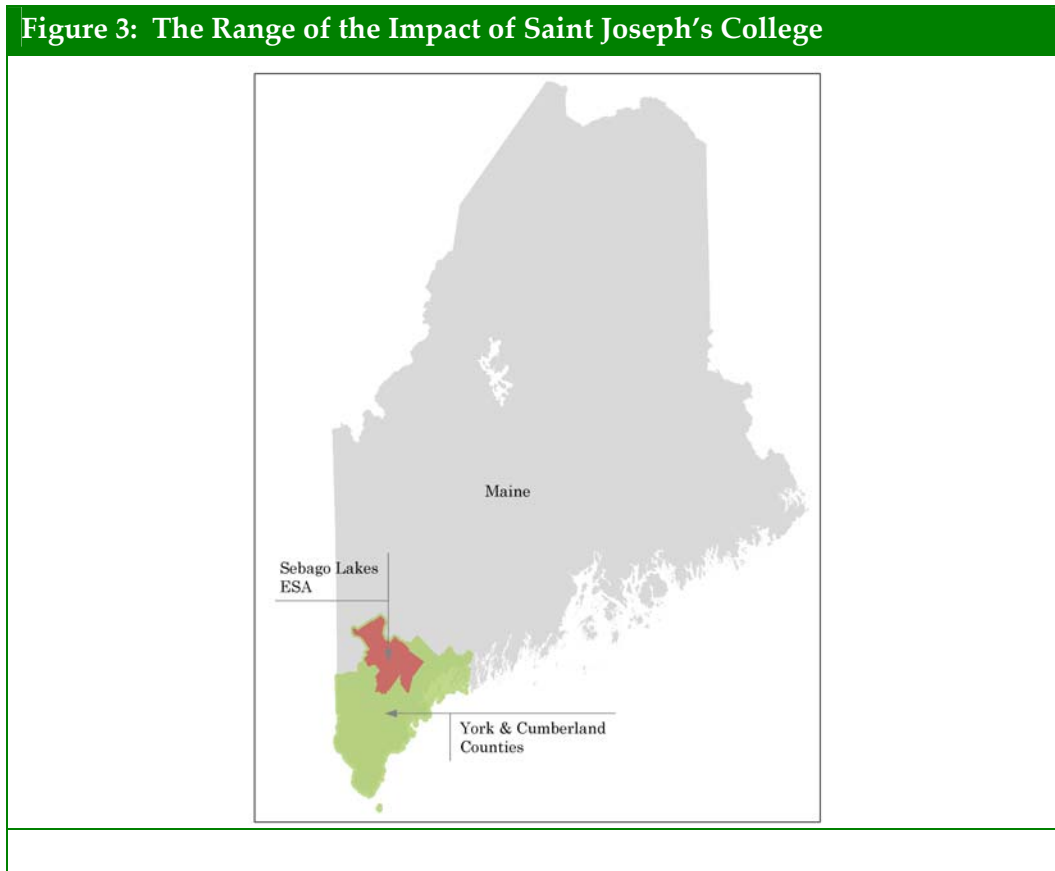 Figure 3: The Range of the Impact of Saint Joseph’s College
Maine
Sebago Lakes
ESA
York & Cumberland
Counties